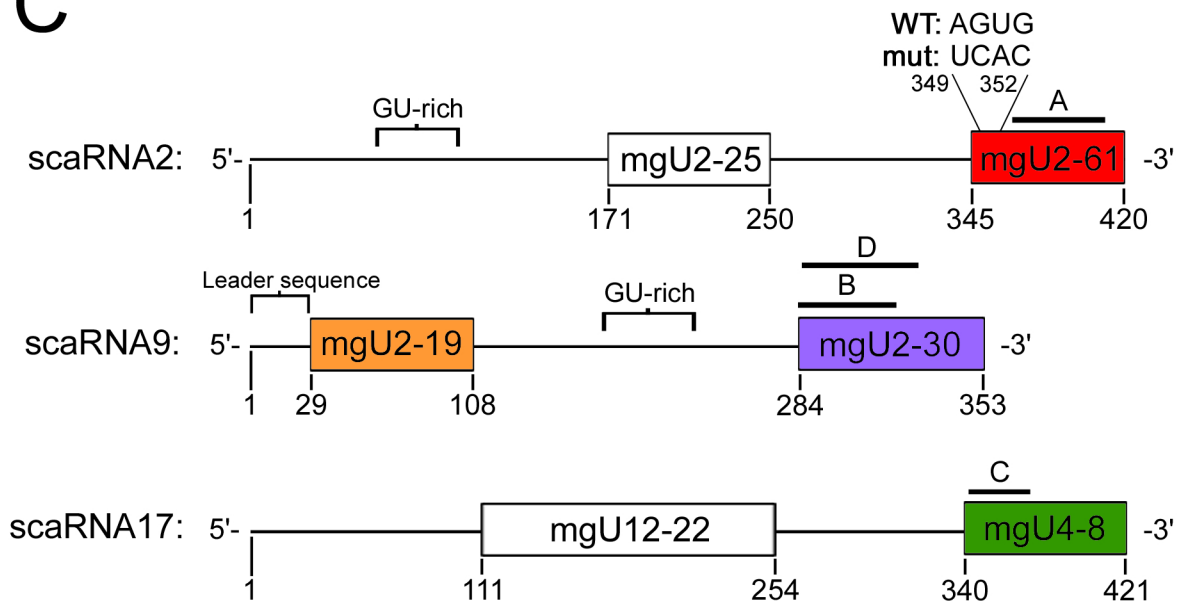 C
WT: AGUG
mut: UCAC
349 352
A
GU-rich
scaRNA2: 5'- mgU2-25 mgU2-61 -3'
1 171 250 345 420
D
B
Leader sequence
GU-rich
scaRNA9: 5'- mgU2-19 mgU2-30 -3'
1 29 108 284 353
C
scaRNA17: 5'- mgU12-22 mgU4-8 -3'
1 111 254 340 421